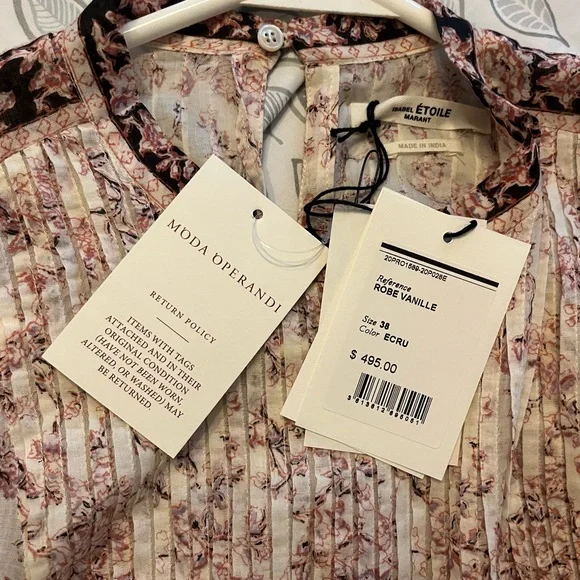 ISABEL ÉTOILE
MARANT
MADE IN INDIA
MODA OPERANDI
RETURN POLICY
ITEMS WITH TAGS
ATTACHED AND IN THEIR
ORIGINAL CONDITION
(HAVE NOT BEEN WORN,
ALTERED, OR WASHED) MAY
BE RETURNED.
Reference
ROBE VANILLE
Size 38
Color ECRU
$ 495.00